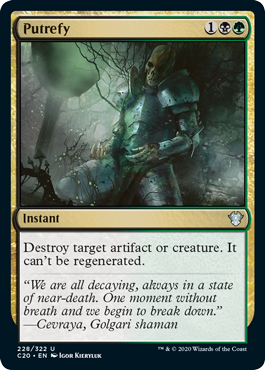 Putrefy 1
Instant
Destroy target artifact or creature. It
can't be regenerated.
“We are all decaying, always in a state
of near-death. One moment without
breath and we begin to break down.”
—Cevraya, Golgari shaman
228/322 U
C20 • EN Igor Kieryluk
™ & © 2020 Wizards of the Coast